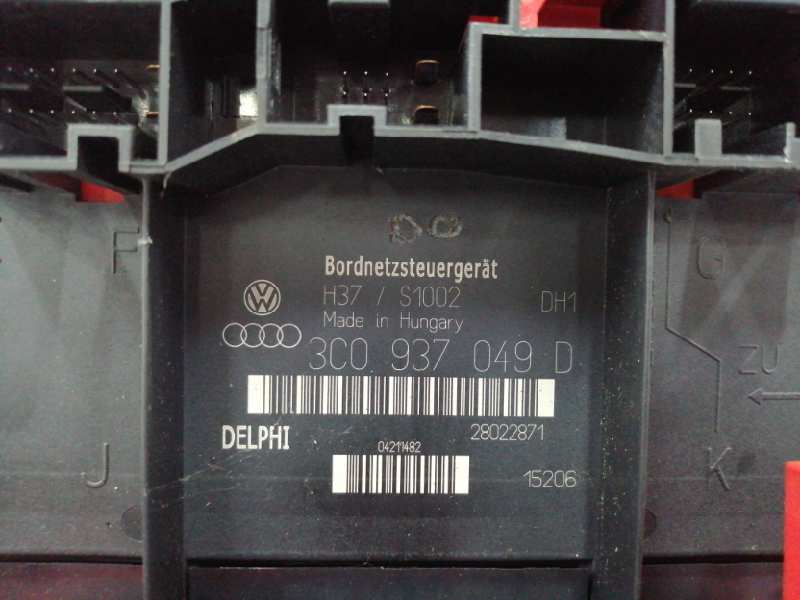 F
Bordnetzsteuergerät
H37 / S1002 DH1
Made in Hungary
3C0 937 049 D
G
ZU
DELPHI 28022871
04211482
15206
J
K